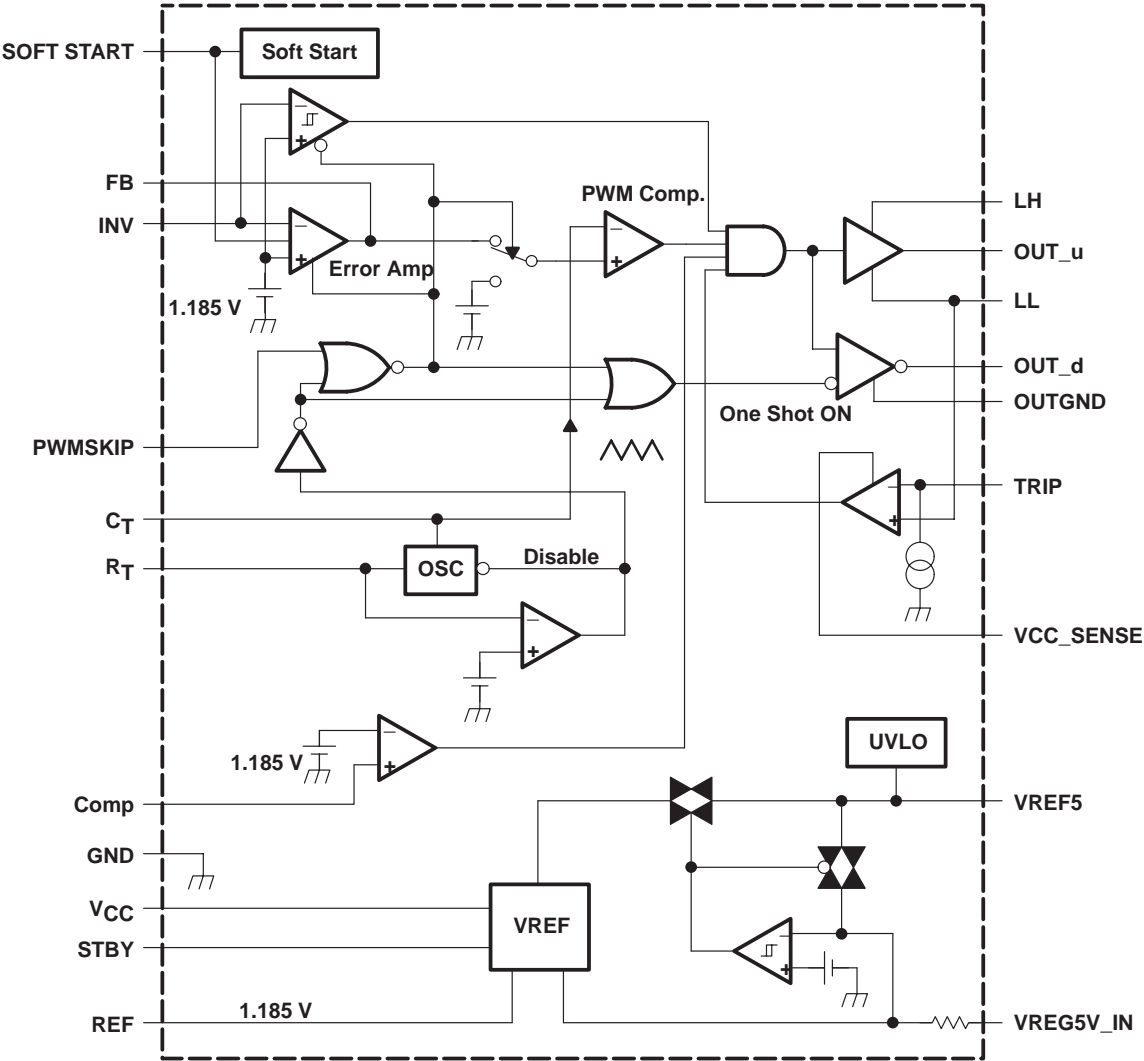 SOFT START
Soft Start
FB
PWM Comp.
LH
INV
OUT_u
Error Amp
1.185 V
LL
OUT_d
OUTGND
One Shot ON
PWMSKIP
TRIP
CT
RT
OSC
Disable
VCC_SENSE
UVLO
1.185 V
Comp
VREF5
GND
VCC
VREF
STBY
1.185 V
REF
VREG5V_IN